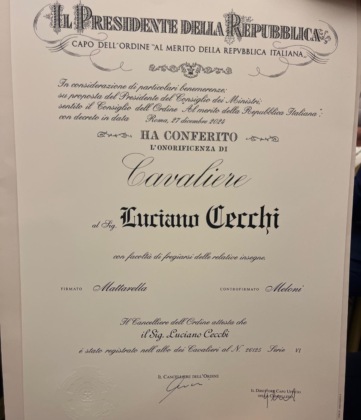 IL PRESIDENTE DELLA REPUBBLICA
CAPO DELL'ORDINE "AL MERITO DELLA REPVBBLICA ITALIANA"
In considerazione di particolari benemerenze;
su proposta del Presidente del Consiglio dei Ministri;
sentito il Consiglio dell'Ordine "Al merito della Repubblica Italiana";
con decreto in data Roma, 27 dicembre 2024
HA CONFERITO
L'ONORIFICENZA DI
Cavaliere
al Sig. Luciano Cecchi
con facoltà di fregiarsi delle relative insegne.
FIRMATO Mattarella CONTROFIRMATO Meloni
Il Cancelliere dell'Ordine attesta che
il Sig. Luciano Cecchi
è stato registrato nell'albo dei Cavalieri al N. Serie VI
IL CANCELLIERE DELL'ORDINE